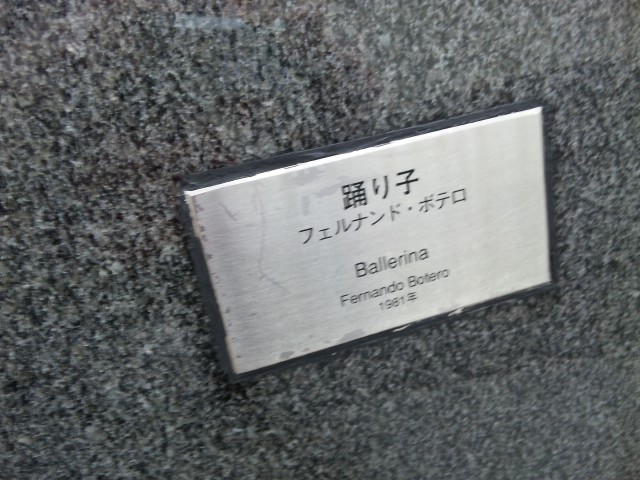 踊り子
フェルナンド・ボテロ
Ballerina
Fernando Botero
1981年